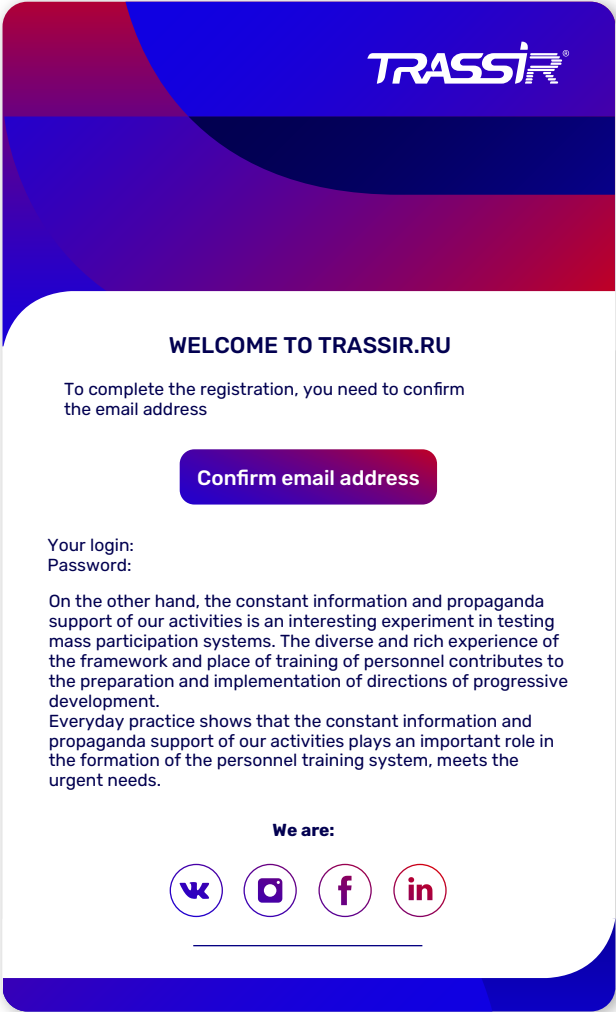 TRASSIR®
WELCOME TO TRASSIR.RU
To complete the registration, you need to confirm
the email address
Confirm email address
Your login:
Password:
On the other hand, the constant information and propaganda
support of our activities is an interesting experiment in testing
mass participation systems. The diverse and rich experience of
the framework and place of training of personnel contributes to
the preparation and implementation of directions of progressive
development.
Everyday practice shows that the constant information and
propaganda support of our activities plays an important role in
the formation of the personnel training system, meets the
urgent needs.
We are: